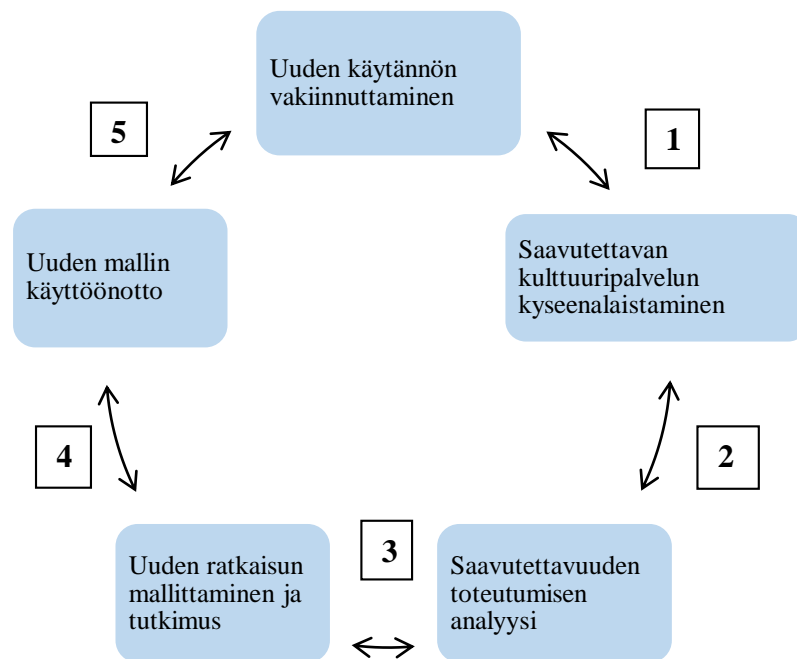 Uuden käytännön
vakiinnuttaminen
5
1
Uuden mallin
käyttöönotto
Saavutettavan
kulttuuripalvelun
kyseenalaistaminen
4
2
Uuden ratkaisun
mallittaminen ja
tutkimus
3
Saavutettavuuden
toteutumisen
analyysi